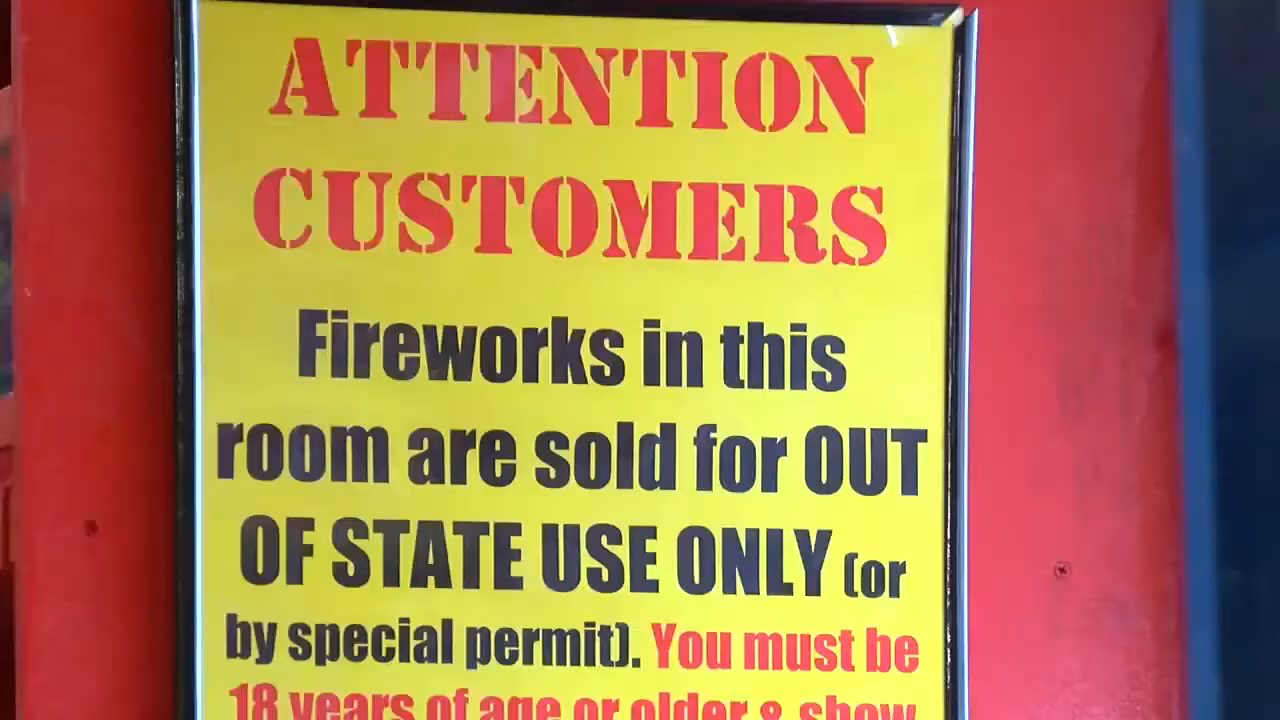 ATTENTION
CUSTOMERS
Fireworks in this
room are sold for OUT
OF STATE USE ONLY (or
by special permit). You must be
18 years of age or older & show